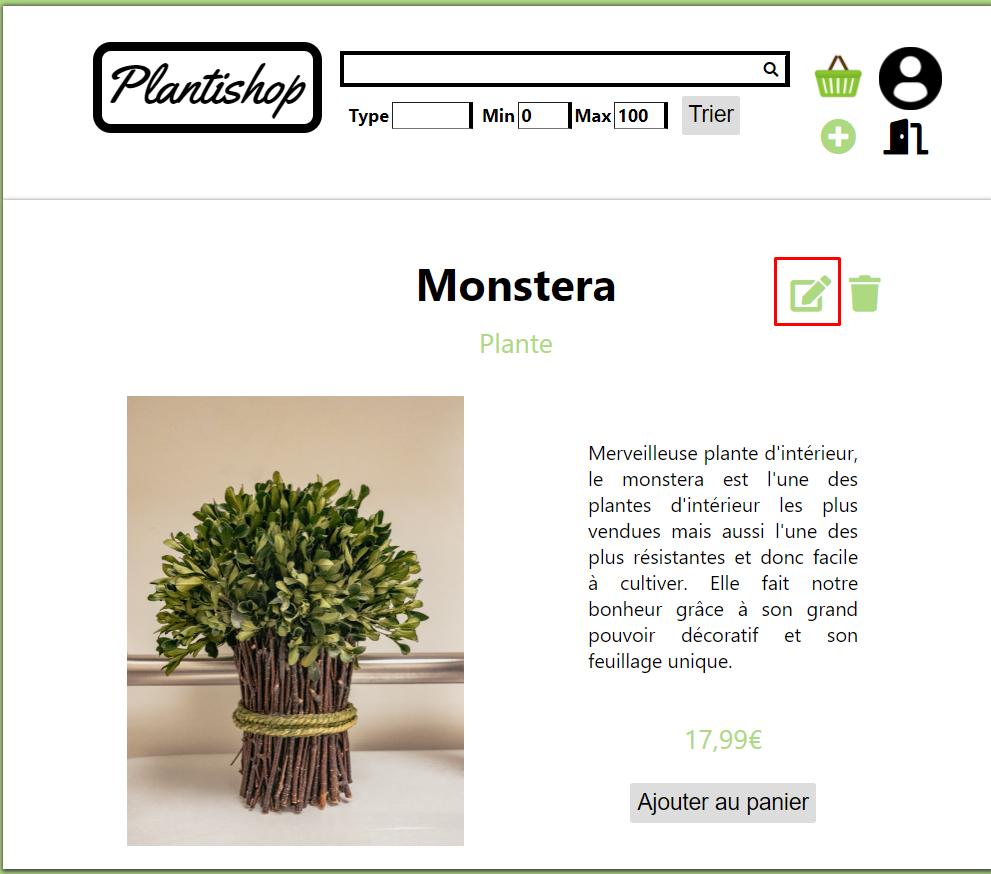 Plantishop
Type Min 0 Max 100 Trier
Monstera
Plante
Merveilleuse plante d'intérieur,
le monstera est l'une des
plantes d'intérieur les plus
vendues mais aussi l'une des
plus résistantes et donc facile
à cultiver. Elle fait notre
bonheur grâce à son grand
pouvoir décoratif et son
feuillage unique.
17,99€
Ajouter au panier